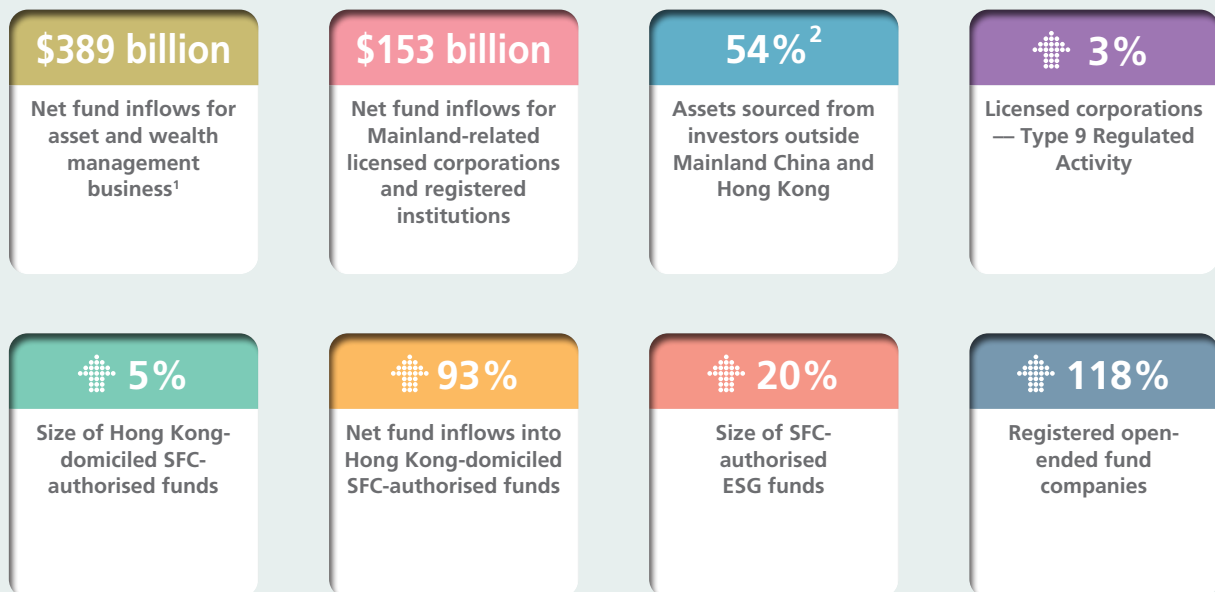 $389 billion
Net fund inflows for
asset and wealth
management
business¹
$153 billion
Net fund inflows for
Mainland-related
licensed corporations
and registered
institutions
54%²
Assets sourced from
investors outside
Mainland China and
Hong Kong
3%
Licensed corporations
— Type 9 Regulated
Activity
5%
Size of Hong Kong-
domiciled SFC-
authorised funds
93%
Net fund inflows into
Hong Kong-domiciled
SFC-authorised funds
20%
Size of SFC-
authorised
ESG funds
118%
Registered open-
ended fund
companies